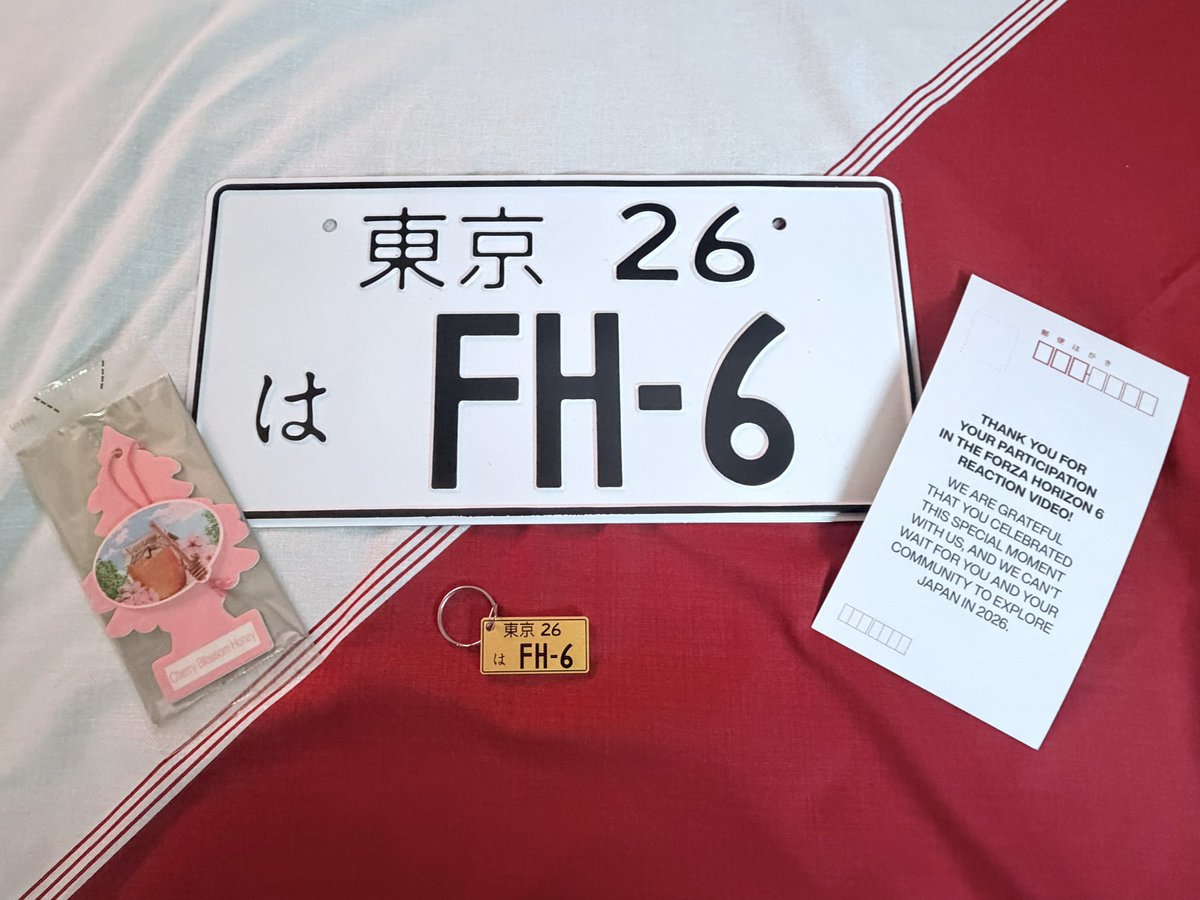 東京 26
は FH-6
Cherry Blossom Honey
東京 26
は FH-6
郵便はがき
THANK YOU FOR
YOUR PARTICIPATION
IN THE FORZA HORIZON 6
REACTION VIDEO!
WE ARE GRATEFUL
THAT YOU CELEBRATED
THIS SPECIAL MOMENT
WITH US, AND WE CAN'T
WAIT FOR YOU AND YOUR
COMMUNITY TO EXPLORE
JAPAN IN 2026.